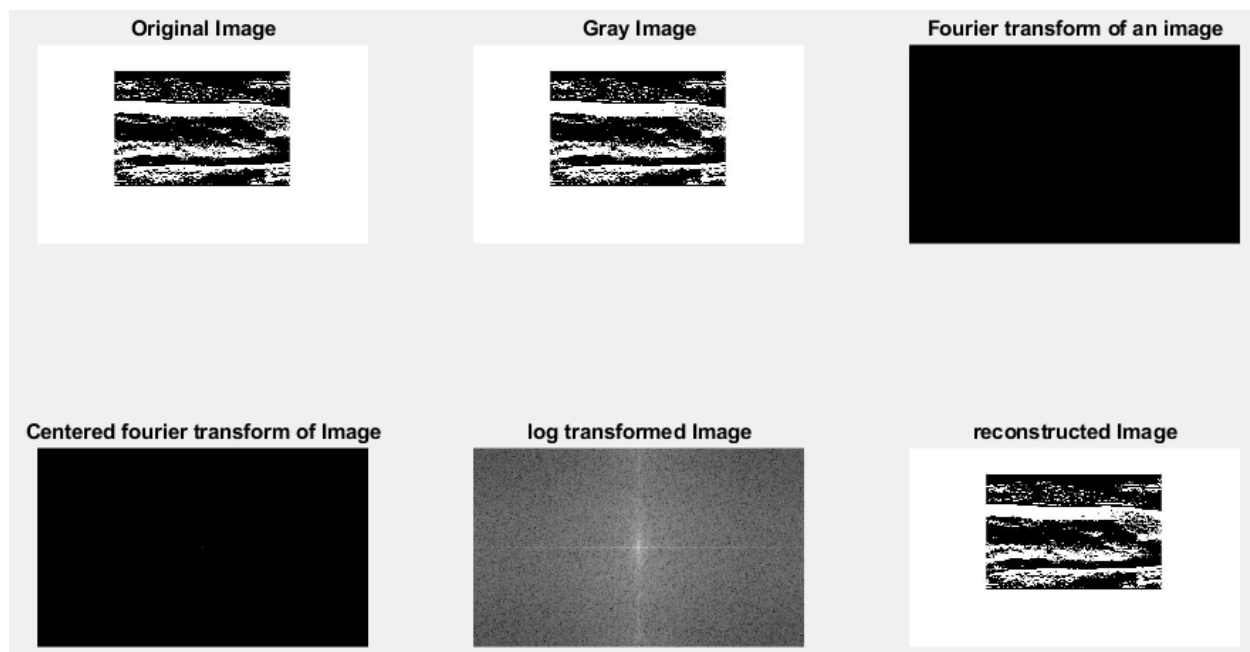 Original Image
Gray Image
Fourier transform of an image
Centered fourier transform of Image
log transformed Image
reconstructed Image